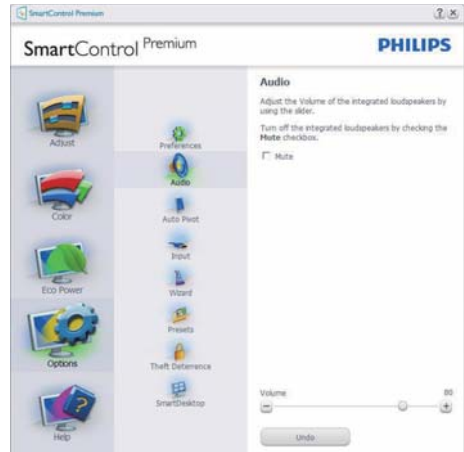 SmartControl Premium
SmartControl Premium
PHILIPS
Adjust
Color
Eco Power
Options
Help
Preferences
Audio
Auto Pivot
Input
Wizard
Presets
Theft Deterrence
SmartDesktop
Audio
Adjust the Volume of the integrated loudspeakers by
using the slider.
Turn off the integrated loudspeakers by checking the
Mute checkbox.
Mute
Volume 80
Undo